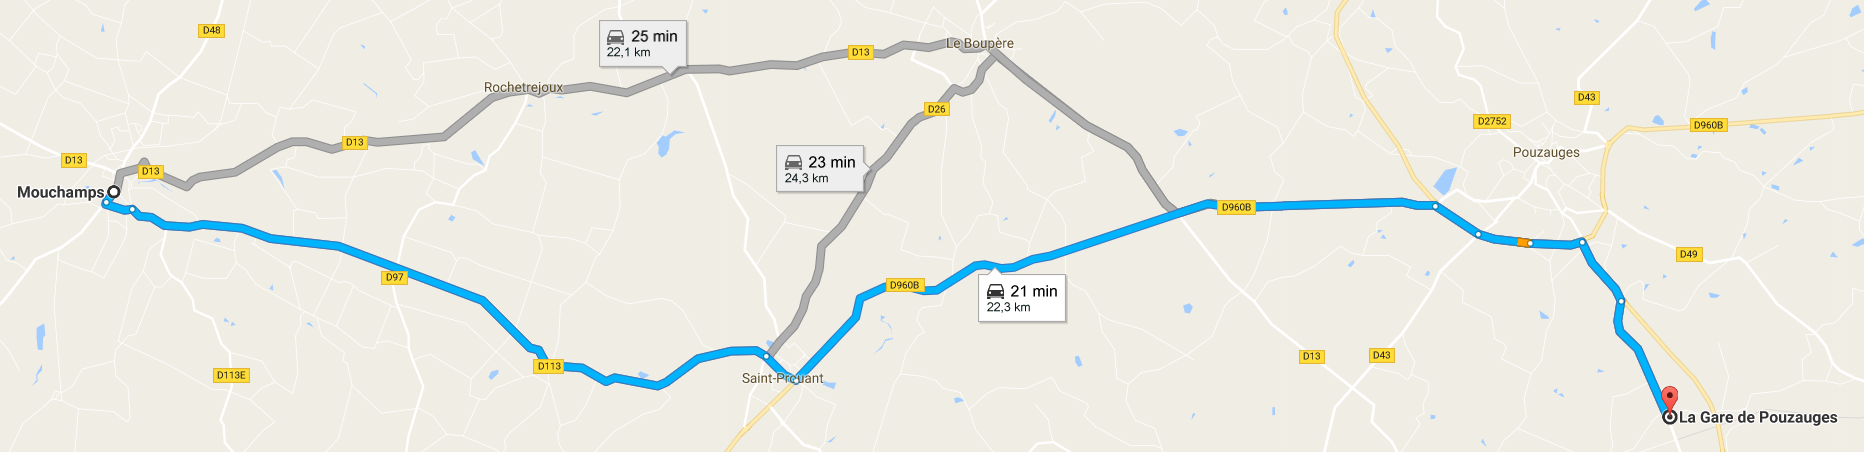 D48
25 min
22,1 km
D13
Le Boupère
Rochetrejoux
D26
D43
D2752
D960B
D13
D13
D13
Pouzauges
23 min
24,3 km
Mouchamps
D960B
D49
D97
D960B
21 min
22,3 km
D113
D113E
Saint-Prouant
D13
D43
La Gare de Pouzauges